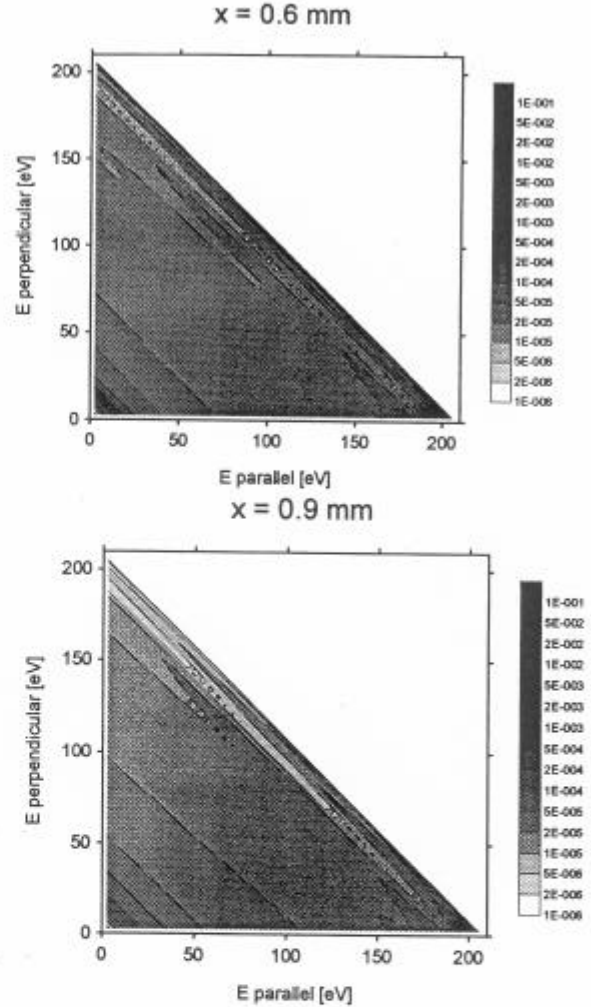 x = 0.6 mm
E perpendicular [eV]
200
150
100
50
0
0 50 100 150 200
E parallel [eV]
1E-001
5E-002
2E-002
1E-002
5E-003
2E-003
1E-003
5E-004
2E-004
1E-004
5E-005
2E-005
1E-005
5E-006
2E-006
1E-006
x = 0.9 mm
E perpendicular [eV]
200
150
100
50
0
0 50 100 150 200
E parallel [eV]
1E-001
5E-002
2E-002
1E-002
5E-003
2E-003
1E-003
5E-004
2E-004
1E-004
5E-005
2E-005
1E-005
5E-006
2E-006
1E-006